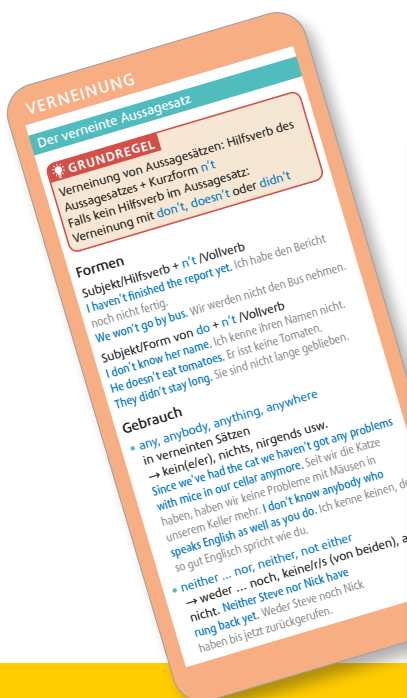 VERNEINUNG
Der verneinte Aussagesatz
GRUNDREGEL
Verneinung von Aussagesätzen: Hilfsverb des
Aussagesatzes + Kurzform n't
Falls kein Hilfsverb im Aussagesatz:
Verneinung mit don't, doesn't oder didn't
Formen
Subjekt/Hilfsverb + n't /Vollverb
I haven't finished the report yet. Ich habe den Bericht
noch nicht fertig.
We won't go by bus. Wir werden nicht den Bus nehmen.
Subjekt/Form von do + n't /Vollverb
I don't know her name. Ich kenne ihren Namen nicht.
He doesn't eat tomatoes. Er isst keine Tomaten.
They didn't stay long. Sie sind nicht lange geblieben.
Gebrauch
• any, anybody, anything, anywhere
in verneinten Sätzen
→ kein(e/er), nichts, nirgends usw.
Since we've had the cat we haven't got any problems
with mice in our cellar anymore. Seit wir die Katze
haben, haben wir keine Probleme mit Mäusen in
unserem Keller mehr. I don't know anybody who
speaks English as well as you do. Ich kenne keinen, de
so gut Englisch spricht wie du.
• neither ... nor, neither, not either
→ weder ... noch, keine/r/s (von beiden), a
nicht. Neither Steve nor Nick have
rung back yet. Weder Steve noch Nick
haben bis jetzt zurückgerufen.